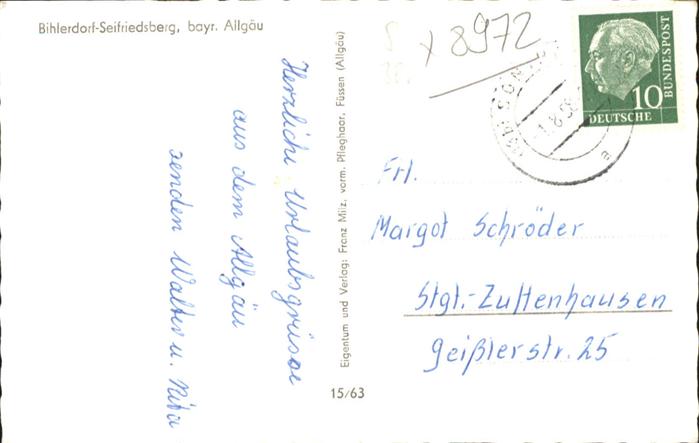 Bihlerdorf-Seifriedsberg, bayr. Allgäu
Herzliche Urlaubsgrüsse
aus dem Allgäu
senden Walter u. Rita
Eigentum und Verlag: Franz Milz, vorm. Pfleghaar, Füssen (Allgäu)
15/63
x 8972
10
DEUTSCHE
BUNDESPOST
a
Frl.
Margot Schröder
Stgt.-Zuffenhausen
Geißlerstr. 25